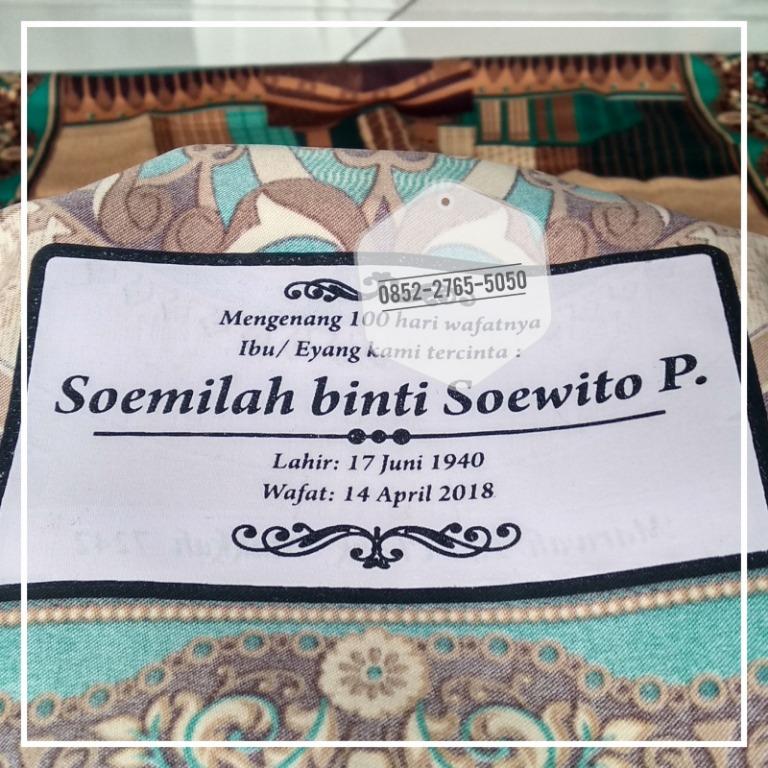 0852-2765-5050
Mengenang 100 hari wafatnya
Ibu/ Eyang kami tercinta :
Soemilah binti Soewito P.
Lahir: 17 Juni 1940
Wafat: 14 April 2018